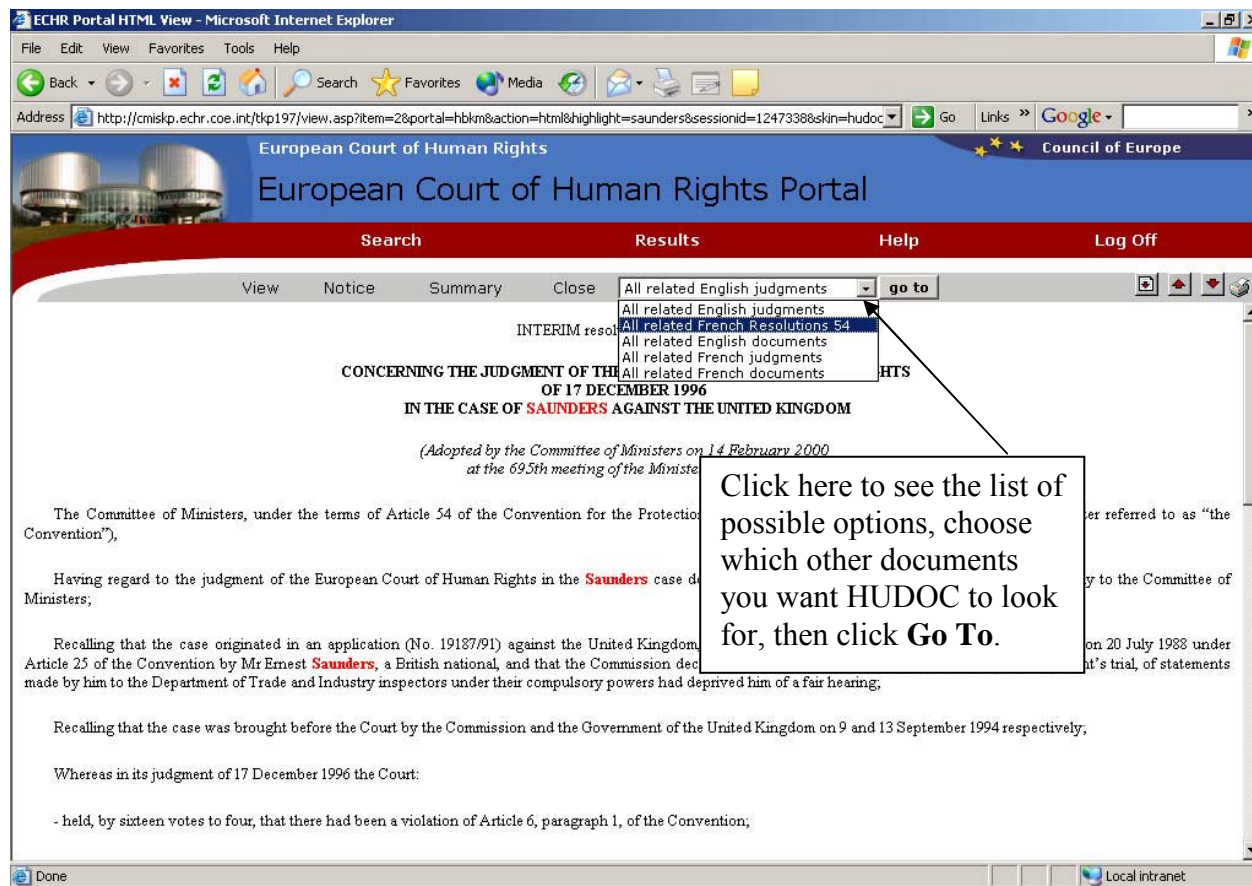 ECHR Portal HTML View - Microsoft Internet Explorer
File Edit View Favorites Tools Help
Back Search Favorites Media
Address http://cmiskp.echr.coe.int/tkp197/view.asp?item=2&portal=hbkm&action=html&highlight=saunders&sessionid=1247338&skin=hudoc Go Links » Google
European Court of Human Rights Council of Europe
European Court of Human Rights Portal
Search Results Help Log Off
View Notice Summary Close All related English judgments go to
All related English judgments
All related French Resolutions 54
All related English documents
All related French judgments
All related French documents
INTERIM resol
CONCERNING THE JUDGMENT OF THE HTS
OF 17 DECEMBER 1996
IN THE CASE OF SAUNDERS AGAINST THE UNITED KINGDOM
(Adopted by the Committee of Ministers on 14 February 2000
at the 695th meeting of the Ministe
Click here to see the list of
possible options, choose
which other documents
you want HUDOC to look
for, then click Go To.
The Committee of Ministers, under the terms of Article 54 of the Convention for the Protectio er referred to as “the
Convention”),
Having regard to the judgment of the European Court of Human Rights in the Saunders case de y to the Committee of
Ministers;
Recalling that the case originated in an application (No. 19187/91) against the United Kingdom, on 20 July 1988 under
Article 25 of the Convention by Mr Ernest Saunders, a British national, and that the Commission dec t’s trial, of statements
made by him to the Department of Trade and Industry inspectors under their compulsory powers had deprived him of a fair hearing;
Recalling that the case was brought before the Court by the Commission and the Government of the United Kingdom on 9 and 13 September 1994 respectively;
Whereas in its judgment of 17 December 1996 the Court:
- held, by sixteen votes to four, that there had been a violation of Article 6, paragraph 1, of the Convention;
Done Local intranet